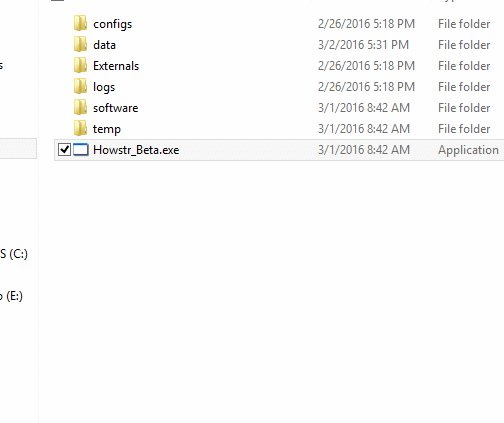 configs 2/26/2016 5:18 PM File folder
data 3/2/2016 5:31 PM File folder
Externals 2/26/2016 5:18 PM File folder
s
logs 2/26/2016 5:18 PM File folder
software 3/1/2016 8:42 AM File folder
temp 3/1/2016 8:42 AM File folder
Howstr_Beta.exe 3/1/2016 8:42 AM Application
S (C:)
(E:)